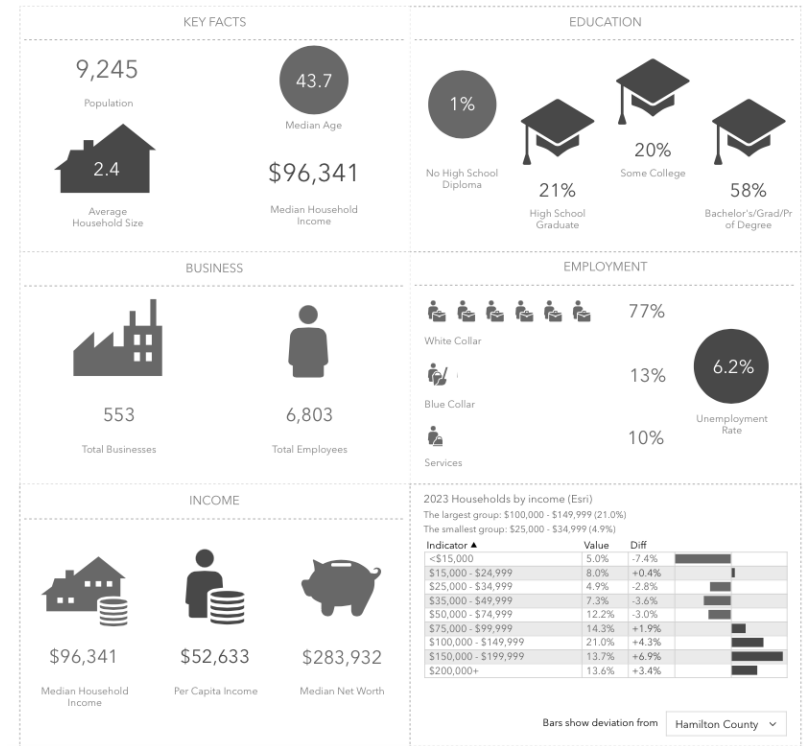 KEY FACTS
9,245
Population
43.7
Median Age
2.4
Average
Household Size
$96,341
Median Household
Income
EDUCATION
1%
No High School
Diploma
21%
High School
Graduate
20%
Some College
58%
Bachelor's/Grad/Pr
of Degree
BUSINESS
553
Total Businesses
6,803
Total Employees
EMPLOYMENT
77%
White Collar
13%
Blue Collar
10%
Services
6.2%
Unemployment
Rate
INCOME
$96,341
Median Household
Income
$52,633
Per Capita Income
$283,932
Median Net Worth
2023 Households by income (Esri)
The largest group: $100,000 - $149,999 (21.0%)
The smallest group: $25,000 - $34,999 (4.9%)
Indicator ▲ Value Diff
<$15,000 5.0% -7.4%
$15,000 - $24,999 8.0% +0.4%
$25,000 - $34,999 4.9% -2.8%
$35,000 - $49,999 7.3% -3.6%
$50,000 - $74,999 12.2% -3.0%
$75,000 - $99,999 14.3% +1.9%
$100,000 - $149,999 21.0% +4.3%
$150,000 - $199,999 13.7% +6.9%
$200,000+ 13.6% +3.4%
Bars show deviation from Hamilton County